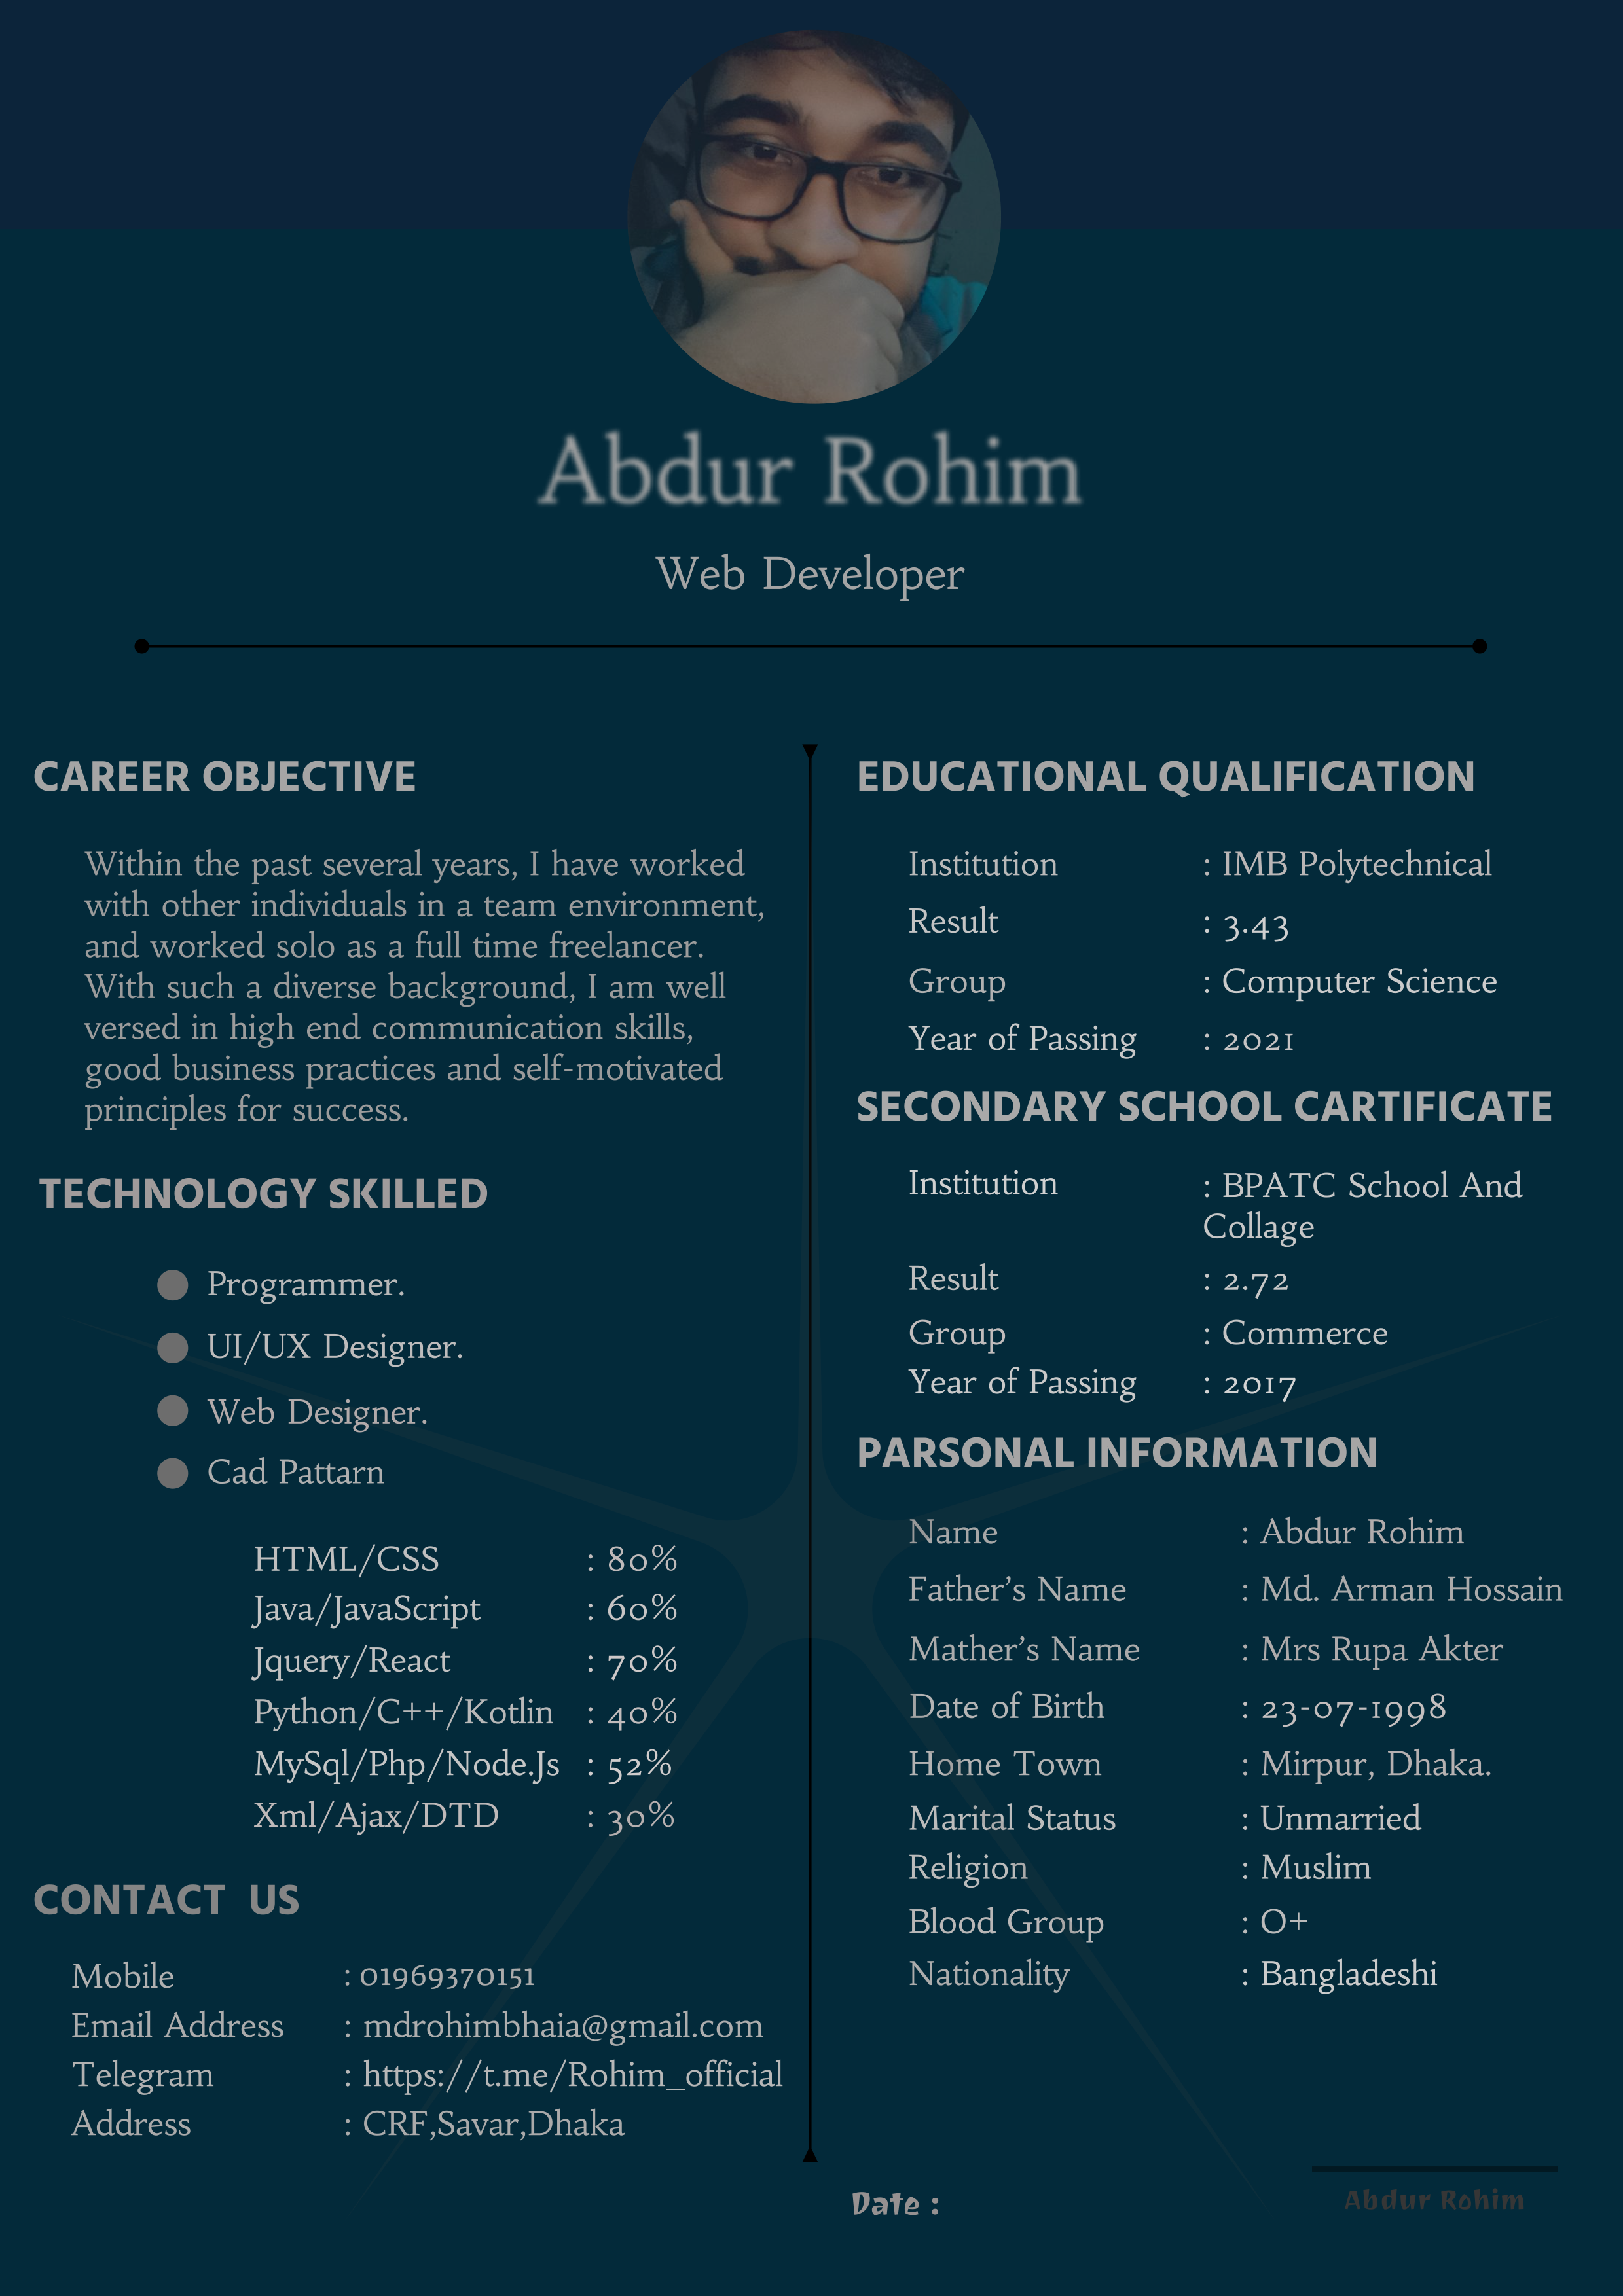 Abdur Rohim
Web Developer
CAREER OBJECTIVE
Within the past several years, I have worked
with other individuals in a team environment,
and worked solo as a full time freelancer.
With such a diverse background, I am well
versed in high end communication skills,
good business practices and self-motivated
principles for success.
TECHNOLOGY SKILLED
Programmer.
UI/UX Designer.
Web Designer.
Cad Pattarn
HTML/CSS : 80%
Java/JavaScript : 60%
Jquery/React : 70%
Python/C++/Kotlin : 40%
MySql/Php/Node.Js : 52%
Xml/Ajax/DTD : 30%
CONTACT US
Mobile : 01969370151
Email Address : mdrohimbhaia@gmail.com
Telegram : https://t.me/Rohim_official
Address : CRF,Savar,Dhaka
EDUCATIONAL QUALIFICATION
Institution : IMB Polytechnical
Result : 3.43
Group : Computer Science
Year of Passing : 2021
SECONDARY SCHOOL CARTIFICATE
Institution : BPATC School And
Collage
Result : 2.72
Group : Commerce
Year of Passing : 2017
PARSONAL INFORMATION
Name : Abdur Rohim
Father's Name : Md. Arman Hossain
Mather's Name : Mrs Rupa Akter
Date of Birth : 23-07-1998
Home Town : Mirpur, Dhaka.
Marital Status : Unmarried
Religion : Muslim
Blood Group : O+
Nationality : Bangladeshi
Date :
Abdur Rohim